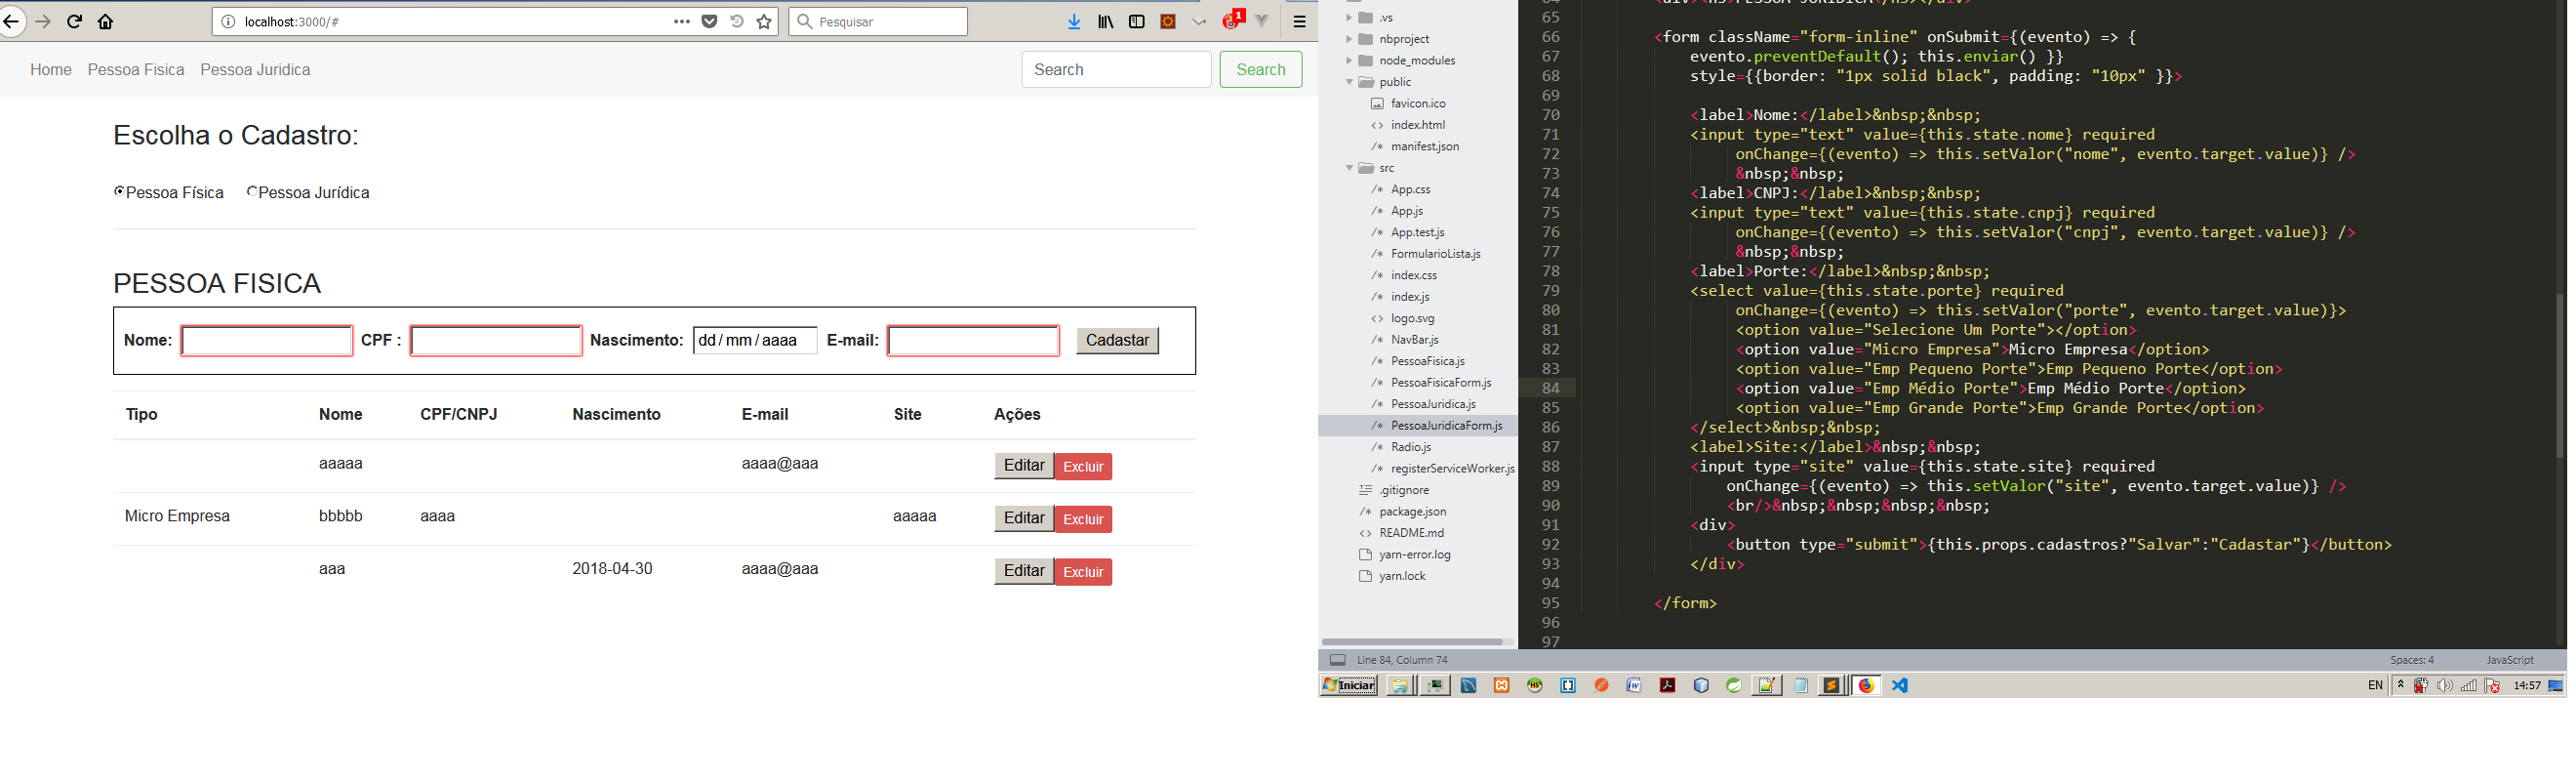 localhost:3000/#
Pesquisar
1
Home Pessoa Fisica Pessoa Juridica
Search Search
Escolha o Cadastro:
Pessoa Física Pessoa Jurídica
PESSOA FISICA
Nome: CPF : Nascimento: dd / mm / aaaa E-mail: Cadastar
Tipo Nome CPF/CNPJ Nascimento E-mail Site Ações
aaaaa aaaa@aaa Editar Excluir
Micro Empresa bbbbb aaaa aaaaa Editar Excluir
aaa 2018-04-30 aaaa@aaa Editar Excluir
.vs
nbproject
node_modules
public
favicon.ico
index.html
manifest.json
src
App.css
App.js
App.test.js
FormularioLista.js
index.css
index.js
logo.svg
NavBar.js
PessoaFisica.js
PessoaFisicaForm.js
PessoaJuridica.js
PessoaJuridicaForm.js
Radio.js
registerServiceWorker.js
.gitignore
package.json
README.md
yarn-error.log
yarn.lock
65
66 <form className="form-inline" onSubmit={(evento) => {
67 evento.preventDefault(); this.enviar() }}
68 style={{border: "1px solid black", padding: "10px" }}>
69
70 <label>Nome:</label>&nbsp;&nbsp;
71 <input type="text" value={this.state.nome} required
72 onChange={(evento) => this.setValor("nome", evento.target.value)} />
73 &nbsp;&nbsp;
74 <label>CNPJ:</label>&nbsp;&nbsp;
75 <input type="text" value={this.state.cnpj} required
76 onChange={(evento) => this.setValor("cnpj", evento.target.value)} />
77 &nbsp;&nbsp;
78 <label>Porte:</label>&nbsp;&nbsp;
79 <select value={this.state.porte} required
80 onChange={(evento) => this.setValor("porte", evento.target.value)}>
81 <option value="Selecione Um Porte"></option>
82 <option value="Micro Empresa">Micro Empresa</option>
83 <option value="Emp Pequeno Porte">Emp Pequeno Porte</option>
84 <option value="Emp Médio Porte">Emp Médio Porte</option>
85 <option value="Emp Grande Porte">Emp Grande Porte</option>
86 </select>&nbsp;&nbsp;
87 <label>Site:</label>&nbsp;&nbsp;
88 <input type="site" value={this.state.site} required
89 onChange={(evento) => this.setValor("site", evento.target.value)} />
90 <br/>&nbsp;&nbsp;&nbsp;&nbsp;
91 <div>
92 <button type="submit">{this.props.cadastros?"Salvar":"Cadastar"}</button>
93 </div>
94
95 </form>
96
97
Line 84, Column 74 Spaces: 4 JavaScript
Iniciar EN 14:57